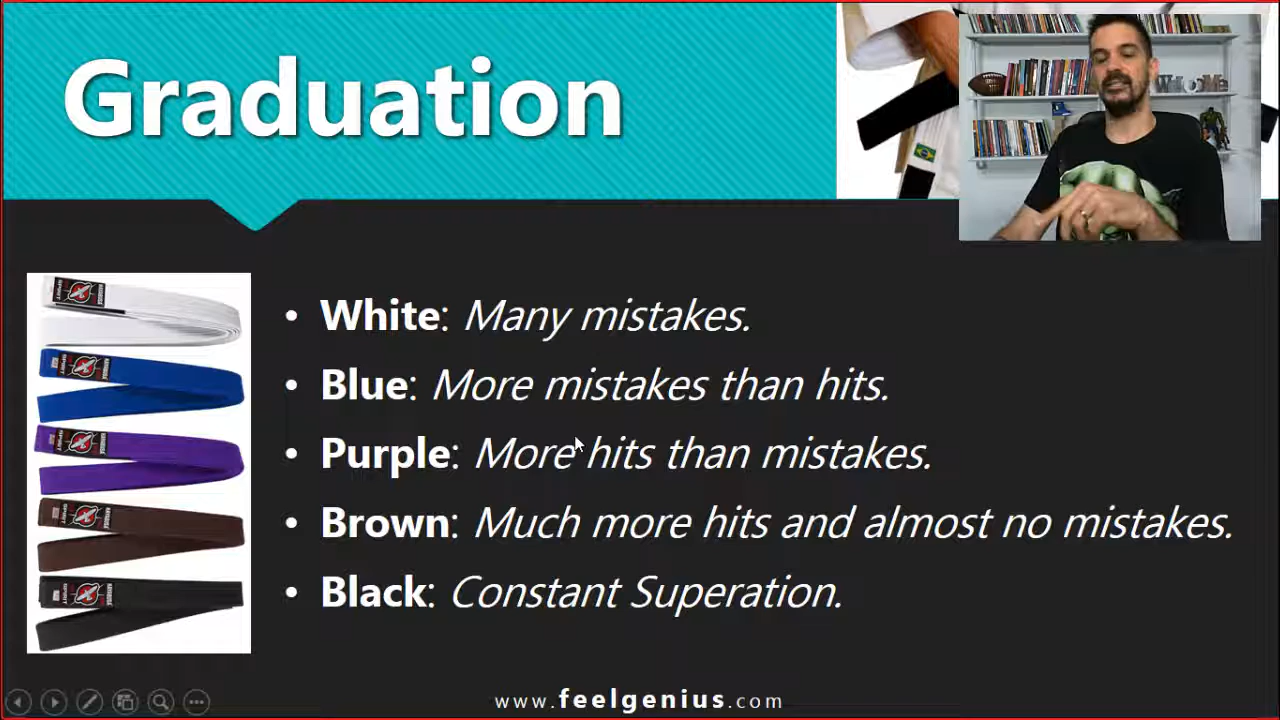 Graduation
• White: Many mistakes.
• Blue: More mistakes than hits.
• Purple: More hits than mistakes.
• Brown: Much more hits and almost no mistakes.
• Black: Constant Superation.
www.feelgenius.com